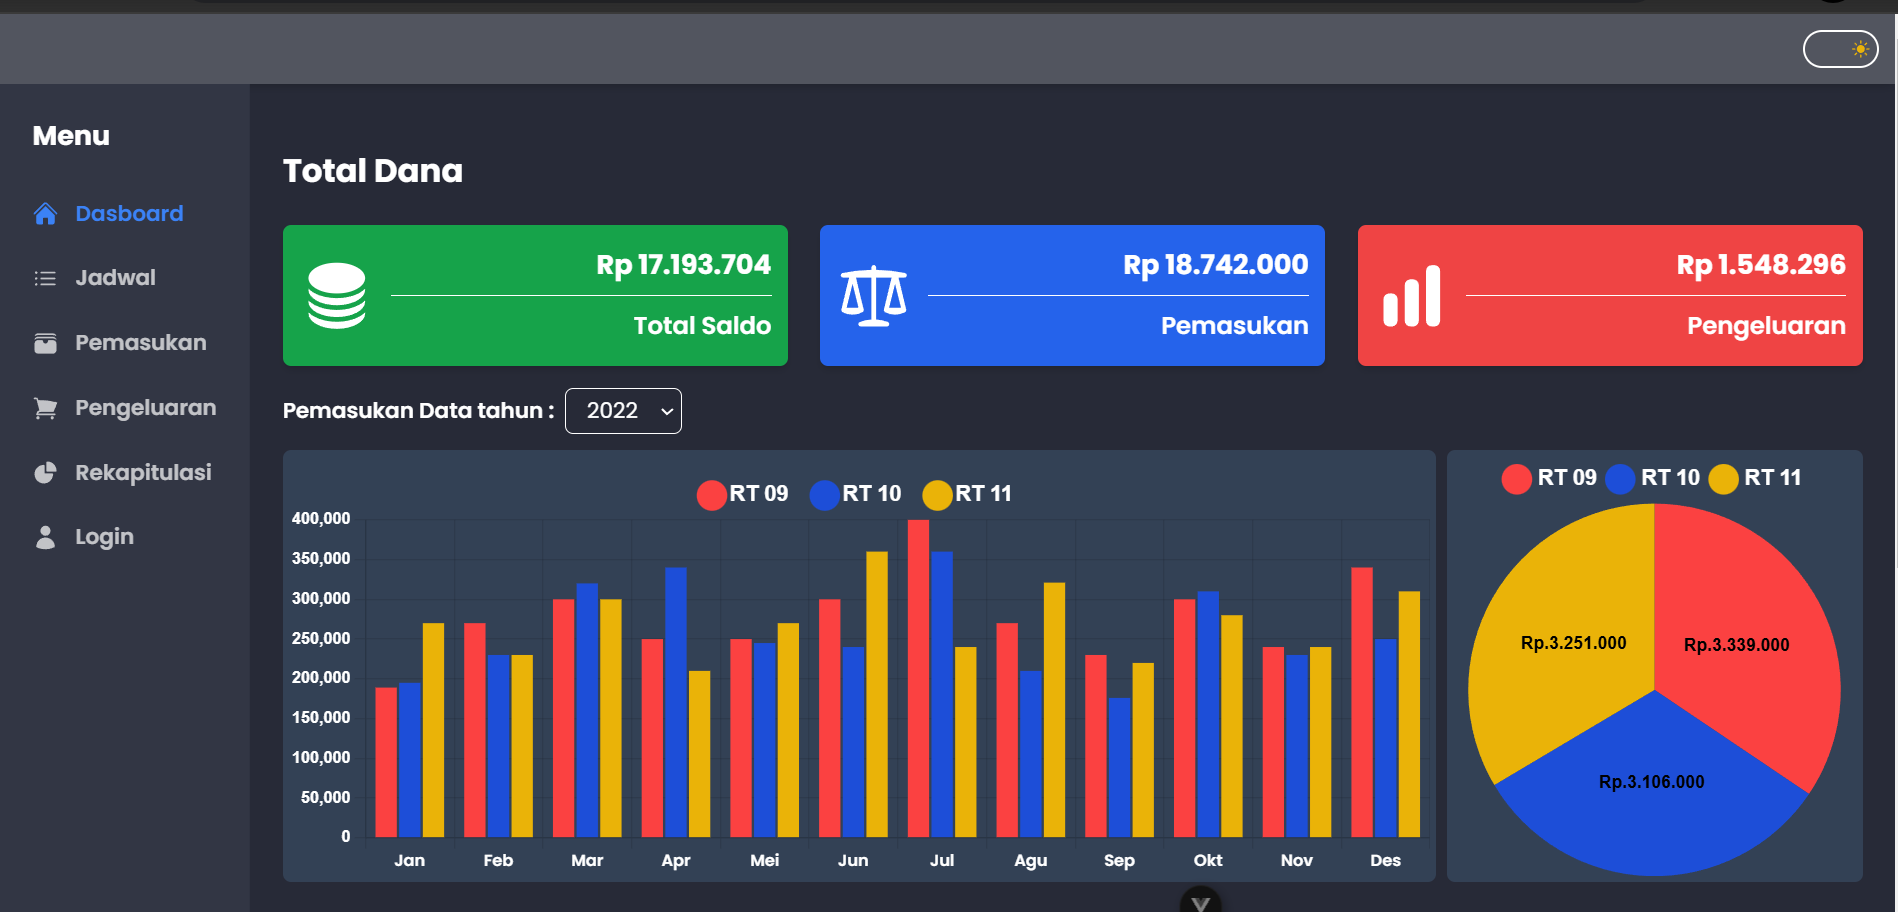 Menu
Dasboard
Jadwal
Pemasukan
Pengeluaran
Rekapitulasi
Login
Total Dana
Rp 17.193.704
Total Saldo
Rp 18.742.000
Pemasukan
Rp 1.548.296
Pengeluaran
Pemasukan Data tahun : 2022
RT 09 RT 10 RT 11
400,000
350,000
300,000
250,000
200,000
150,000
100,000
50,000
0
Jan Feb Mar Apr Mei Jun Jul Agu Sep Okt Nov Des
RT 09 RT 10 RT 11
Rp.3.251.000 Rp.3.339.000
Rp.3.106.000